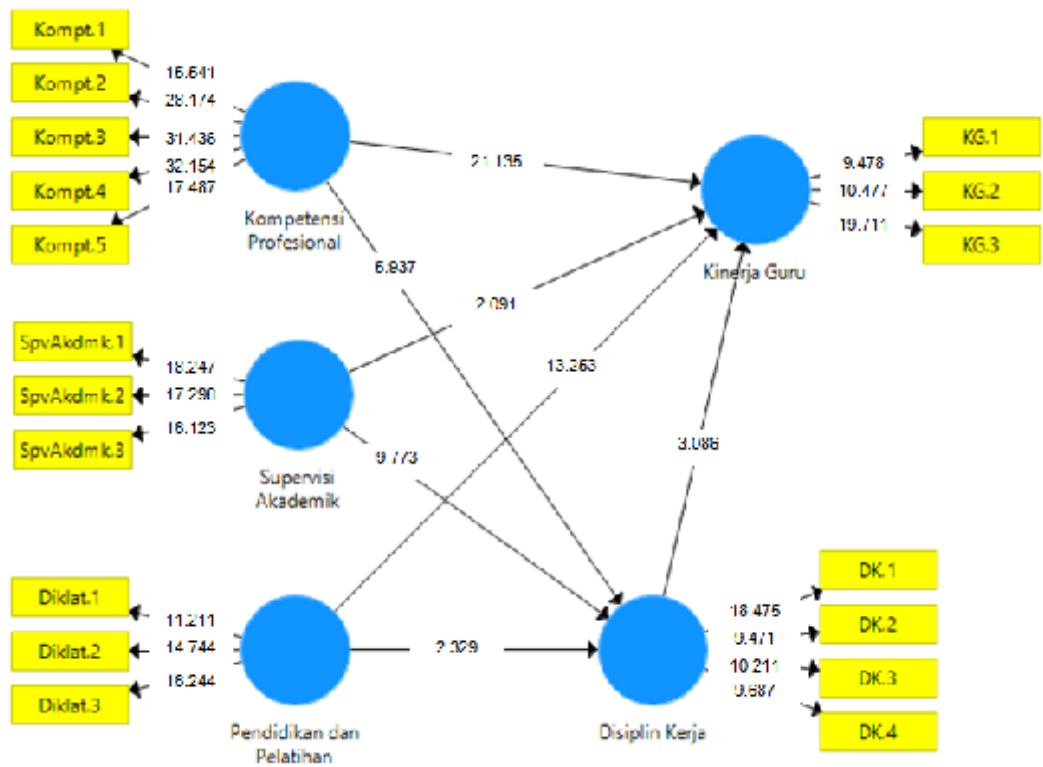 Kompt.1
Kompt.2
Kompt.3
Kompt.4
Kompt.5
16.641
28.174
31.436
32.154
17.487
Kompetensi
Profesional
21.135
6.937
KG.1
KG.2
KG.3
9.478
10.477
19.711
Kinerja Guru
SpvAkdmk.1
SpvAkdmk.2
SpvAkdmk.3
18.247
17.290
16.123
Supervisi
Akademik
2.091
9.773
13.263
3.086
Diklat.1
Diklat.2
Diklat.3
11.211
14.744
16.244
Pendidikan dan
Pelatihan
2.329
Disiplin Kerja
18.475
9.471
10.211
9.687
DK.1
DK.2
DK.3
DK.4